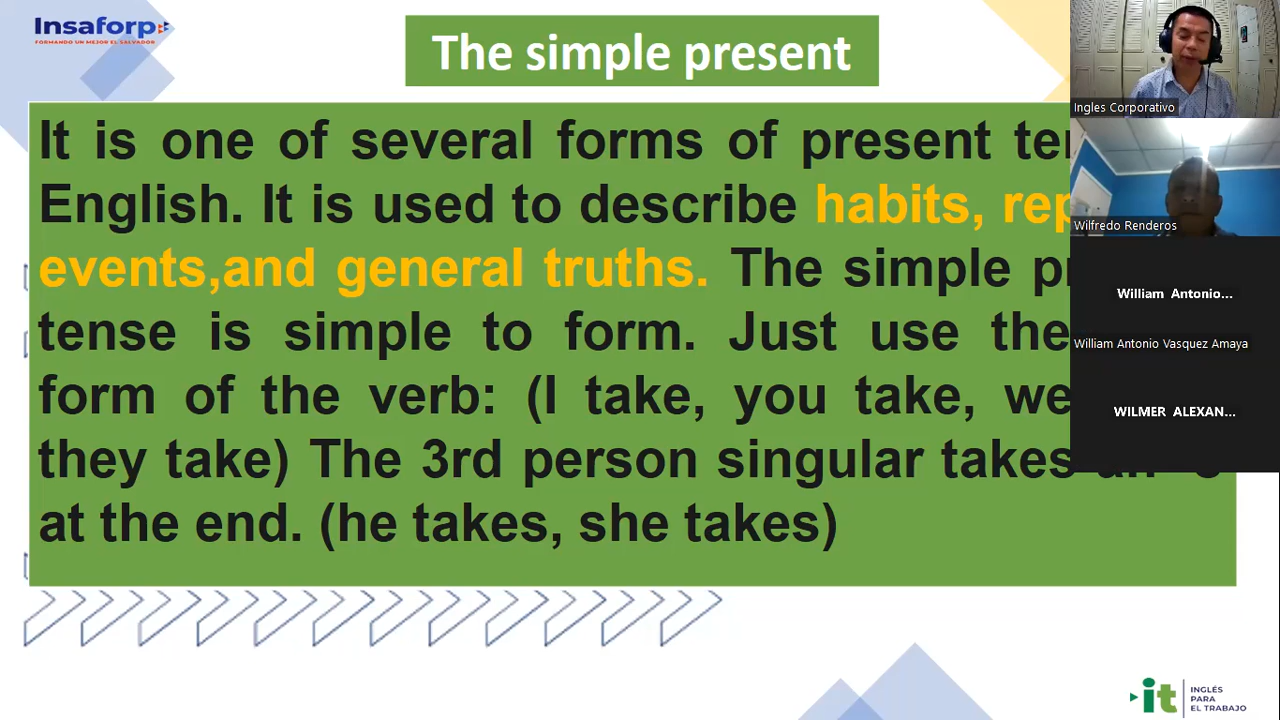 Insaforp
FORMANDO UN MEJOR EL SALVADOR
The simple present
It is one of several forms of present
English. It is used to describe habits,
events,and general truths. The simple
tense is simple to form. Just use the
form of the verb: (I take, you take, we
they take) The 3rd person singular takes
at the end. (he takes, she takes)
Ingles Corporativo
Wilfredo Renderos
William Antonio...
William Antonio Vasquez Amaya
WILMER ALEXAN...
it INGLÉS
PARA
EL TRABAJO